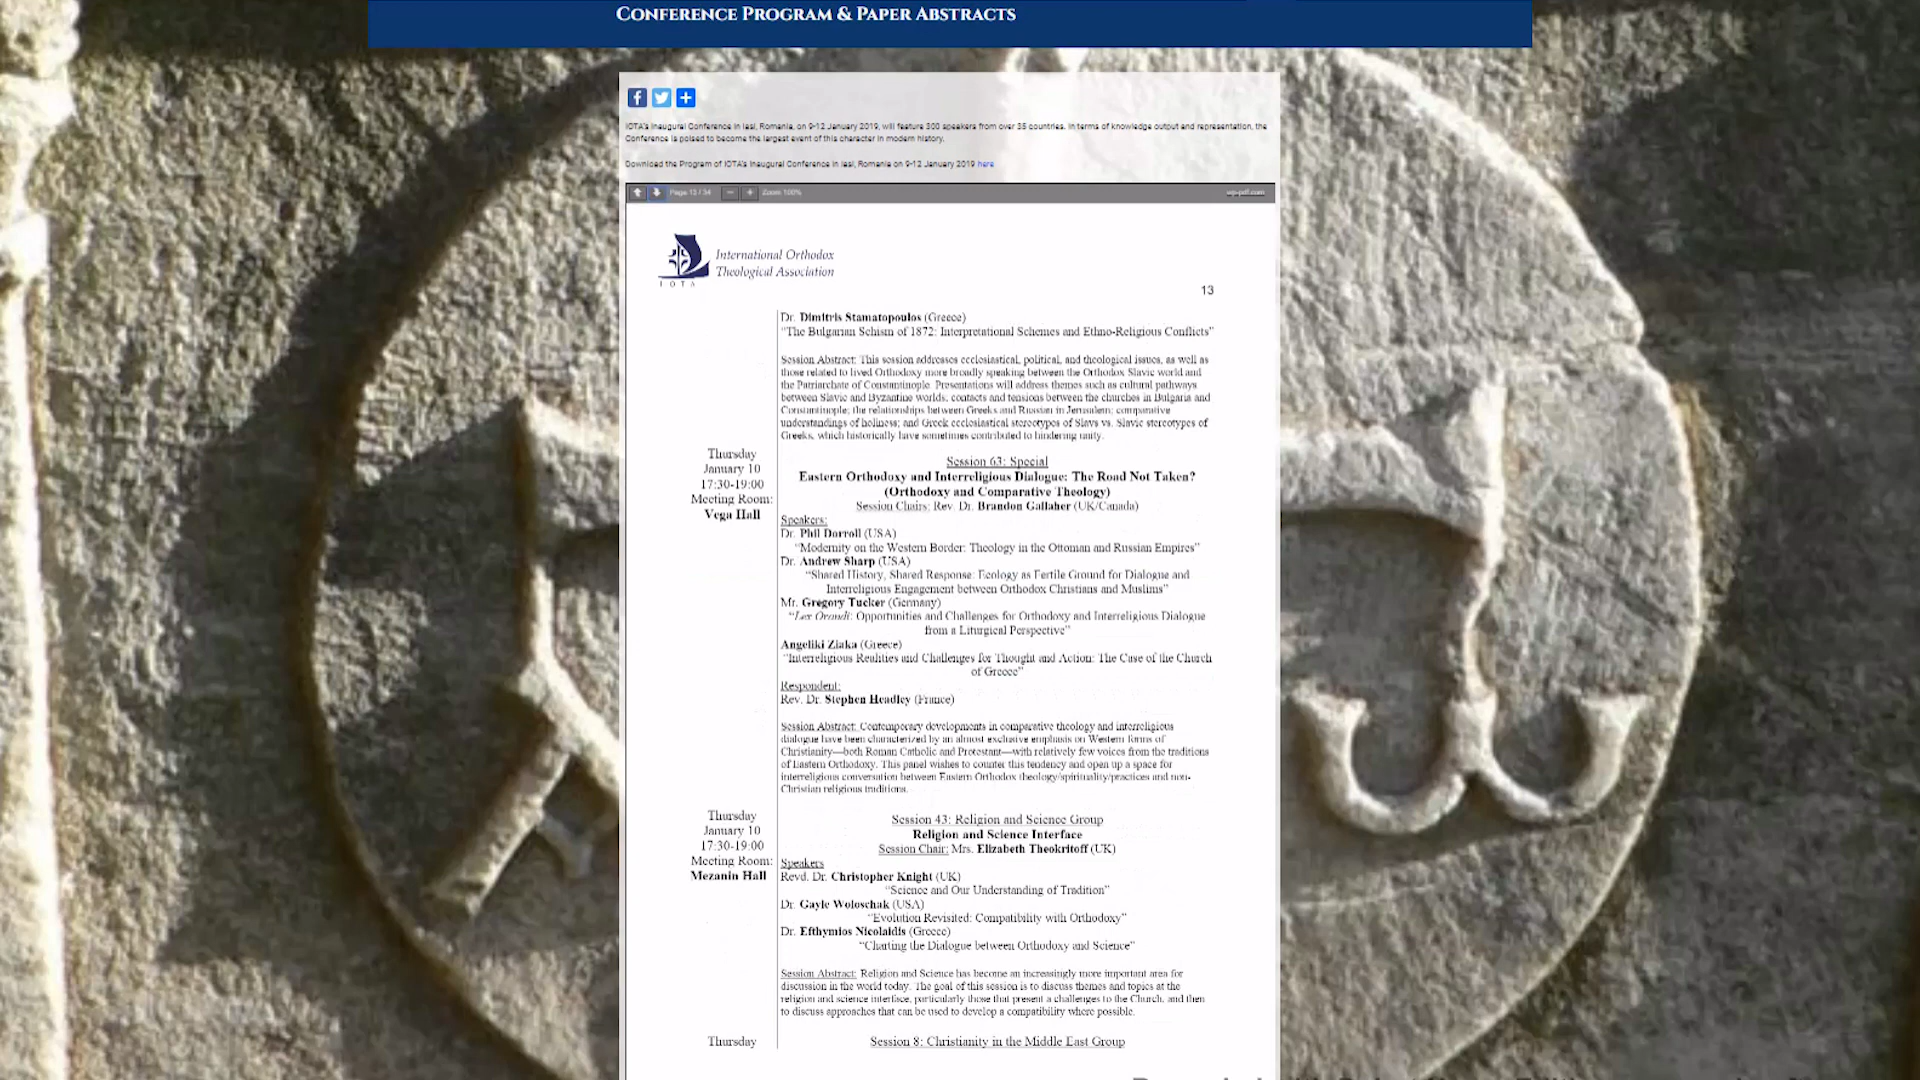 Conference Program & Paper Abstracts
IOTA's Inaugural Conference in Iasi, Romania, on 9-12 January 2019, will feature 300 speakers from over 35 countries. In terms of knowledge output and representation, the
Conference is poised to become the largest event of this character in modern history.
Download the Program of IOTA's Inaugural Conference in Iasi, Romania on 9-12 January 2019 here
Page 13 / 34 Zoom 100% wp-pdf.com
International Orthodox
Theological Association
IOTA
13
Dr. Dimitris Stamatopoulos (Greece)
"The Bulgarian Schism of 1872: Interpretational Schemes and Ethno-Religious Conflicts"
Session Abstract: This session addresses ecclesiastical, political, and theological issues, as well as
those related to lived Orthodoxy more broadly speaking between the Orthodox Slavic world and
the Patriarchate of Constantinople. Presentations will address themes such as cultural pathways
between Slavic and Byzantine worlds; contacts and tensions between the churches in Bulgaria and
Constantinople; the relationships between Greeks and Russian in Jerusalem; comparative
understandings of holiness; and Greek ecclesiastical stereotypes of Slavs vs. Slavic stereotypes of
Greeks, which historically have sometimes contributed to hindering unity.
Thursday
January 10
17:30-19:00
Meeting Room:
Vega Hall
Session 63: Special
Eastern Orthodoxy and Interreligious Dialogue: The Road Not Taken?
(Orthodoxy and Comparative Theology)
Session Chairs: Rev. Dr. Brandon Gallaher (UK/Canada)
Speakers:
Dr. Phil Dorroll (USA)
"Modernity on the Western Border: Theology in the Ottoman and Russian Empires"
Dr. Andrew Sharp (USA)
"Shared History, Shared Response: Ecology as Fertile Ground for Dialogue and
Interreligious Engagement between Orthodox Christians and Muslims"
Mr. Gregory Tucker (Germany)
"Lex Orandi: Opportunities and Challenges for Orthodoxy and Interreligious Dialogue
from a Liturgical Perspective"
Angeliki Ziaka (Greece)
"Interreligious Realities and Challenges for Thought and Action: The Case of the Church
of Greece"
Respondent:
Rev. Dr. Stephen Headley (France)
Session Abstract: Contemporary developments in comparative theology and interreligious
dialogue have been characterized by an almost exclusive emphasis on Western forms of
Christianity—both Roman Catholic and Protestant—with relatively few voices from the traditions
of Eastern Orthodoxy. This panel wishes to counter this tendency and open up a space for
interreligious conversation between Eastern Orthodox theology/spirituality/practices and non-
Christian religious traditions.
Thursday
January 10
17:30-19:00
Meeting Room:
Mezanin Hall
Session 43: Religion and Science Group
Religion and Science Interface
Session Chair: Mrs. Elizabeth Theokritoff (UK)
Speakers
Revd. Dr. Christopher Knight (UK)
"Science and Our Understanding of Tradition"
Dr. Gayle Woloschak (USA)
"Evolution Revisited: Compatibility with Orthodoxy"
Dr. Efthymios Nicolaidis (Greece)
"Charting the Dialogue between Orthodoxy and Science"
Session Abstract: Religion and Science has become an increasingly more important area for
discussion in the world today. The goal of this session is to discuss themes and topics at the
religion and science interface, particularly those that present a challenges to the Church, and then
to discuss approaches that can be used to develop a compatibility where possible.
Thursday
Session 8: Christianity in the Middle East Group